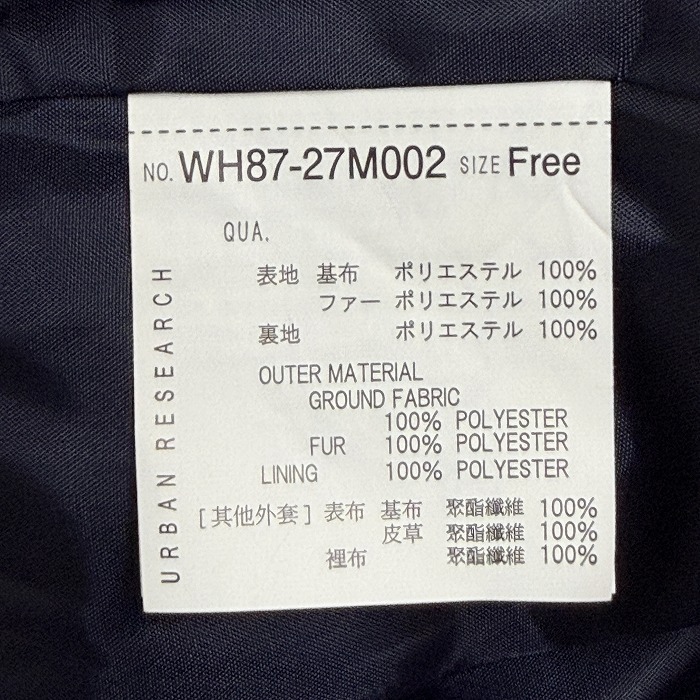 NO. WH87-27M002 SIZE Free
QUA.
表地 基布 ポリエステル 100%
ファー ポリエステル 100%
裏地 ポリエステル 100%
OUTER MATERIAL
GROUND FABRIC
100% POLYESTER
FUR 100% POLYESTER
LINING 100% POLYESTER
[其他外套] 表布 基布 聚酯纖維 100%
皮草 聚酯纖維 100%
裡布 聚酯纖維 100%
URBAN RESEARCH